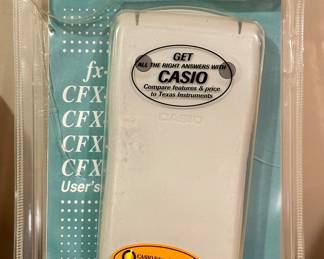 fx-
CFX-
CFX-
CFX-
CFX-
User's
GET
ALL THE RIGHT ANSWERS WITH
CASIO
Compare features & price
to Texas Instruments
CASIO